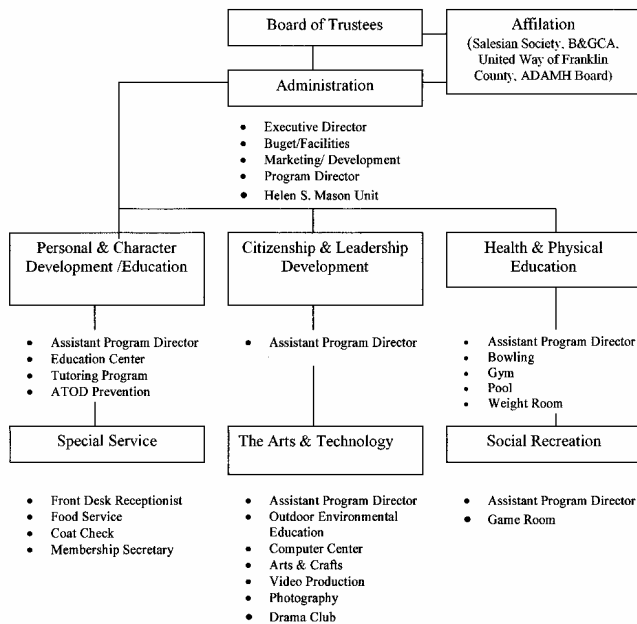 Board of Trustees
Affilation
(Salesian Society, B&GCA,
United Way of Franklin
County, ADAMH Board)
Administration
• Executive Director
• Buget/Facilities
• Marketing/ Development
• Program Director
• Helen S. Mason Unit
Personal & Character
Development /Education
Citizenship & Leadership
Development
Health & Physical
Education
• Assistant Program Director
• Education Center
• Tutoring Program
• ATOD Prevention
• Assistant Program Director
• Assistant Program Director
• Bowling
• Gym
• Pool
• Weight Room
Special Service
The Arts & Technology
Social Recreation
• Front Desk Receptionist
• Food Service
• Coat Check
• Membership Secretary
• Assistant Program Director
• Outdoor Environmental
Education
• Computer Center
• Arts & Crafts
• Video Production
• Photography
• Drama Club
• Assistant Program Director
• Game Room